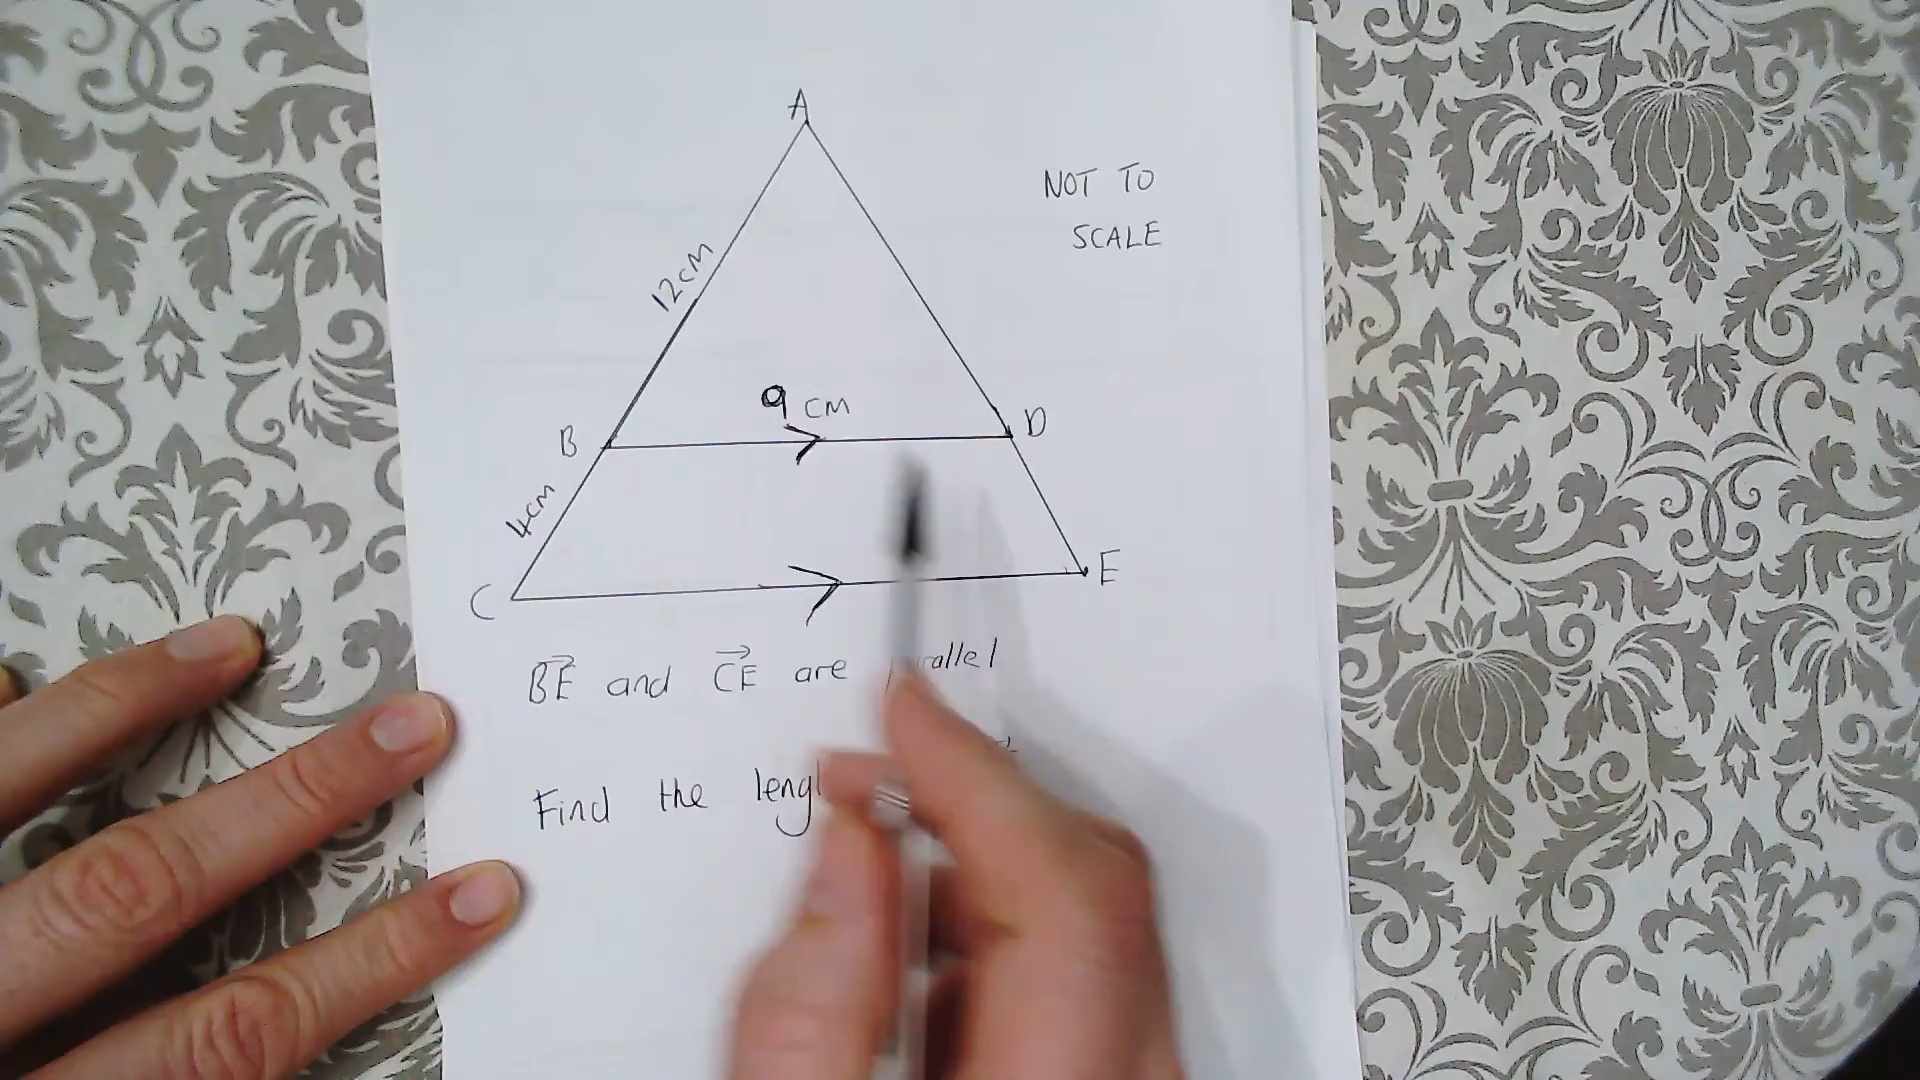 A
NOT TO
SCALE
12cm
9 cm
B
D
4cm
C
E
BE and CE are
Find the